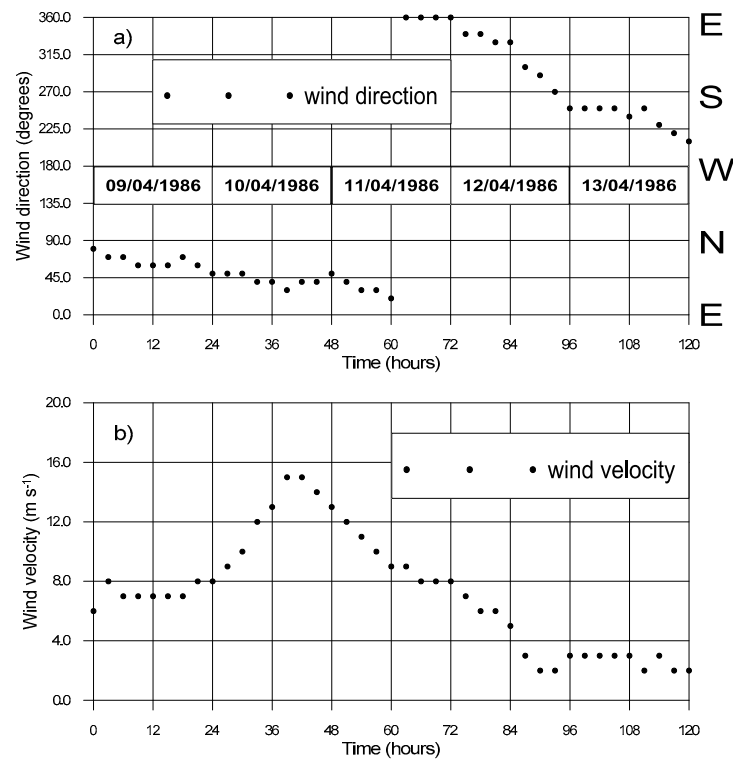 a)
wind direction
Wind direction (degrees)
360.0
315.0
270.0
225.0
180.0
135.0
90.0
45.0
0.0
09/04/1986 10/04/1986 11/04/1986 12/04/1986 13/04/1986
E
S
W
N
E
0 12 24 36 48 60 72 84 96 108 120
Time (hours)
b)
wind velocity
Wind velocity (m s-1)
20.0
16.0
12.0
8.0
4.0
0.0
0 12 24 36 48 60 72 84 96 108 120
Time (hours)